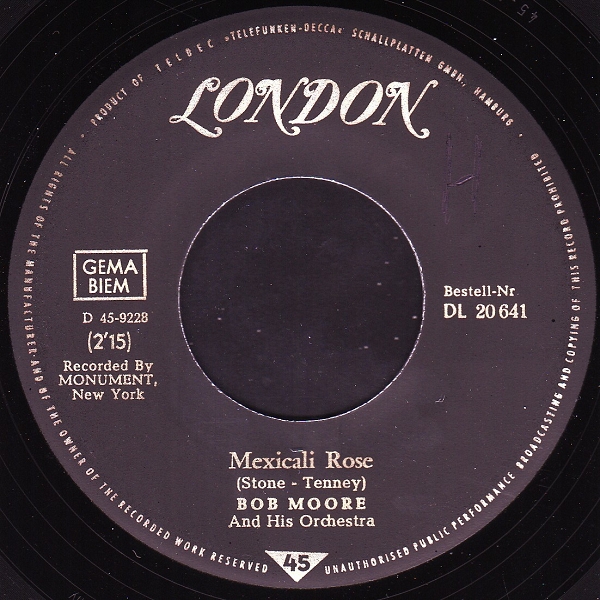 • PRODUCT OF TELDEC »TELEFUNKEN-DECCA« SCHALLPLATTEN GMBH., HAMBURG •
LONDON
H
GEMA
BIEM
D 45-9228
(2'15)
Recorded By
MONUMENT,
New York
Bestell-Nr
DL 20 641
Mexicali Rose
(Stone - Tenney)
BOB MOORE
And His Orchestra
45
ALL RIGHTS OF THE MANUFACTURER AND OF THE OWNER OF THE RECORDED WORK RESERVED
UNAUTHORISED PUBLIC PERFORMANCE BROADCASTING AND COPYING OF THIS RECORD PROHIBITED